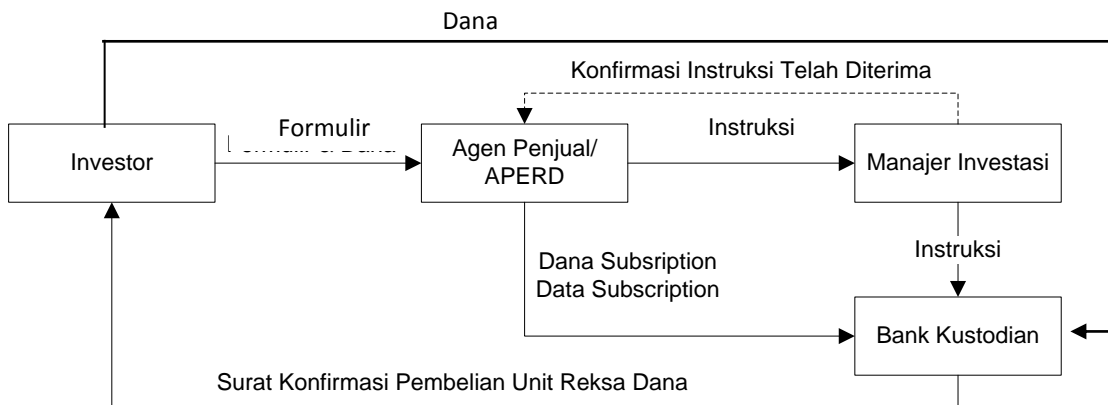 Dana
Konfirmasi Instruksi Telah Diterima
Formulir
Instruksi
Investor
Agen Penjual/
APERD
Manajer Investasi
Instruksi
Dana Subsription
Data Subscription
Bank Kustodian
Surat Konfirmasi Pembelian Unit Reksa Dana